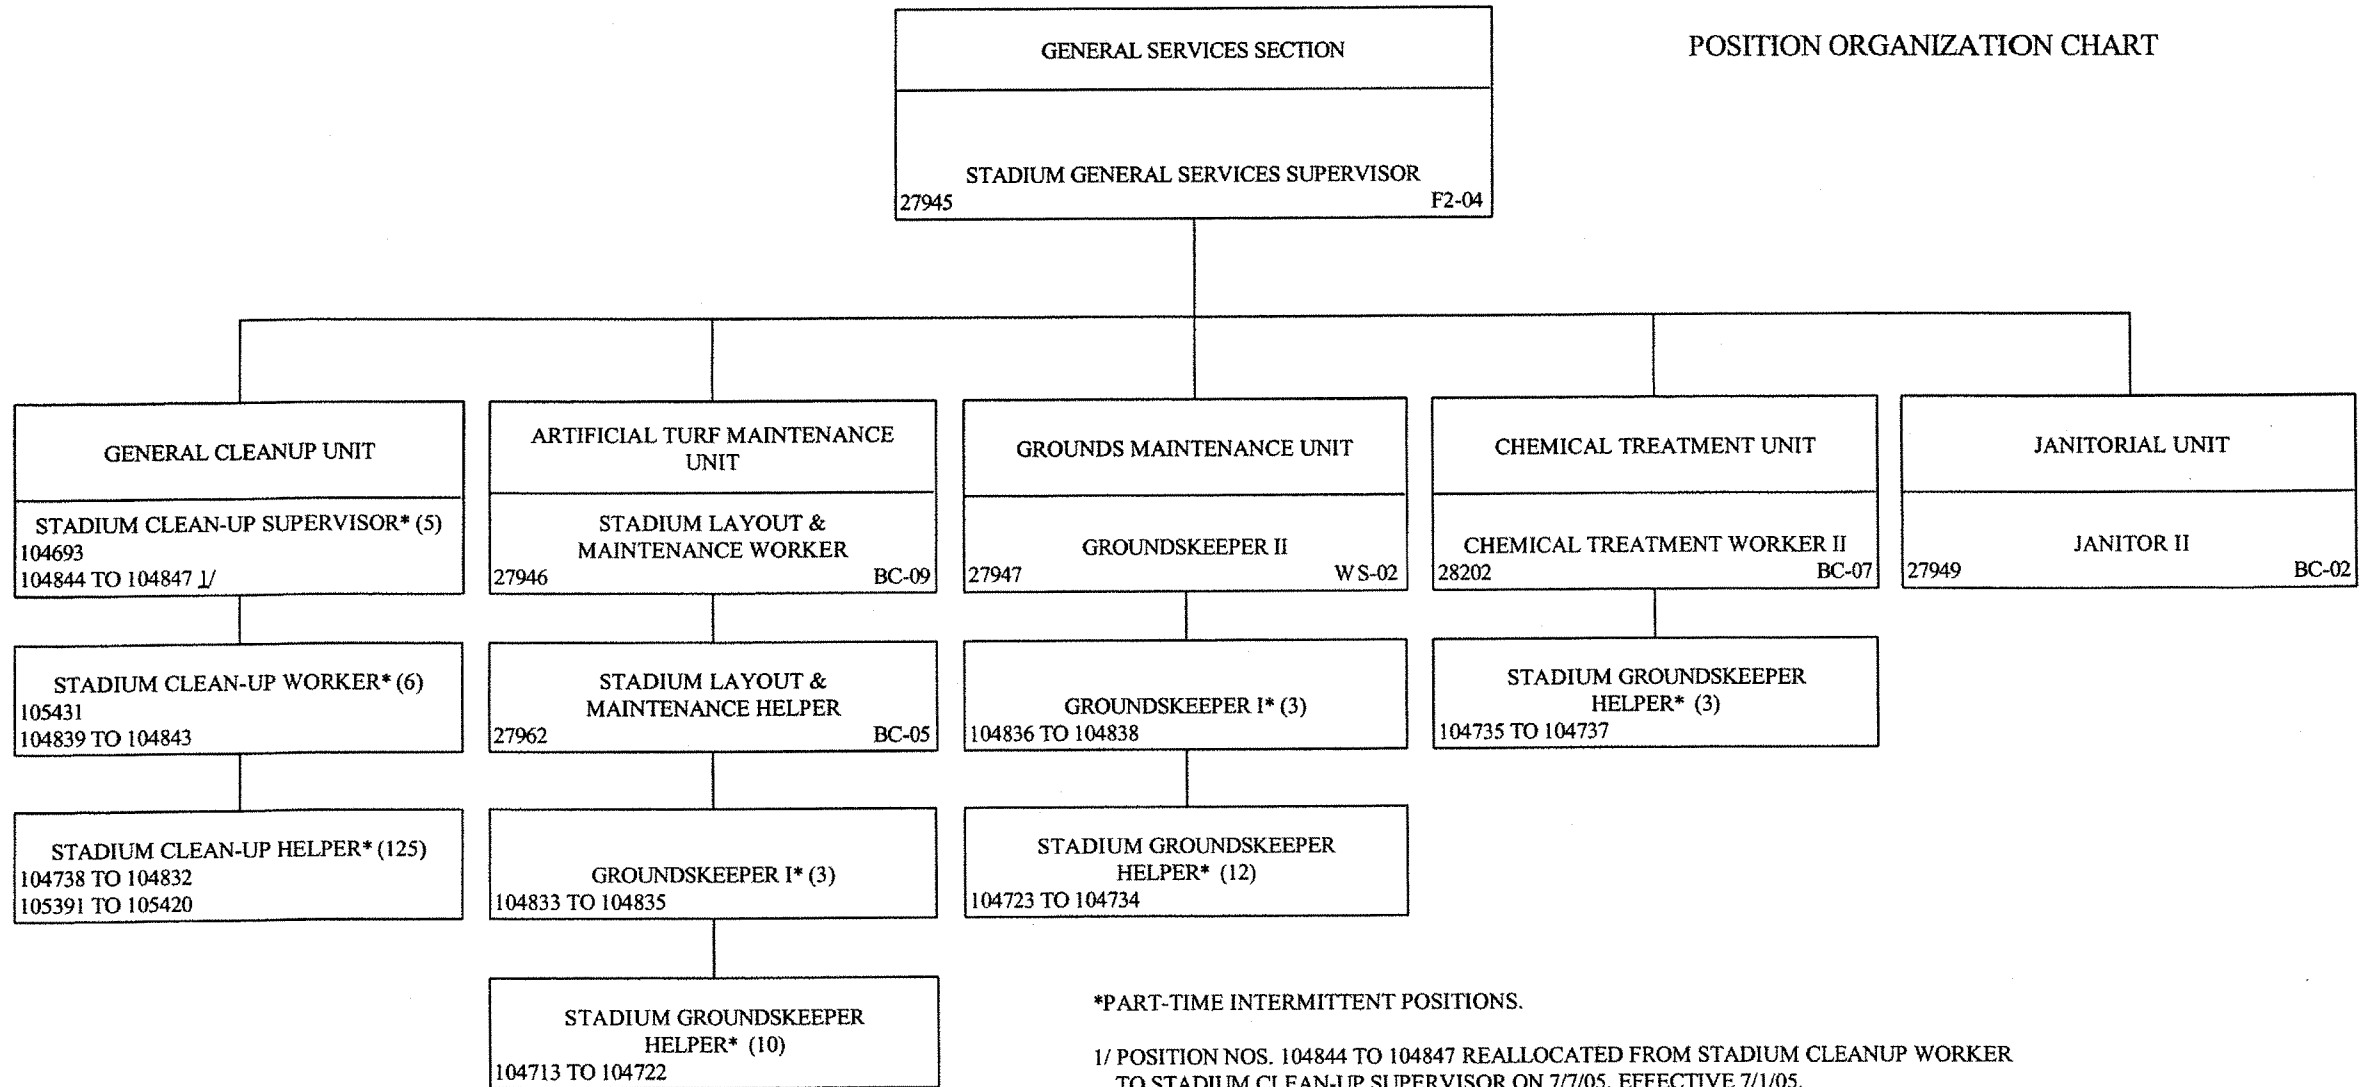 POSITION ORGANIZATION CHART
GENERAL SERVICES SECTION
STADIUM GENERAL SERVICES SUPERVISOR
27945 F2-04
GENERAL CLEANUP UNIT
STADIUM CLEAN-UP SUPERVISOR* (5)
104693
104844 TO 104847 1/
STADIUM CLEAN-UP WORKER* (6)
105431
104839 TO 104843
STADIUM CLEAN-UP HELPER* (125)
104738 TO 104832
105391 TO 105420
ARTIFICIAL TURF MAINTENANCE
UNIT
STADIUM LAYOUT &
MAINTENANCE WORKER
27946 BC-09
STADIUM LAYOUT &
MAINTENANCE HELPER
27962 BC-05
GROUNDSKEEPER I* (3)
104833 TO 104835
STADIUM GROUNDSKEEPER
HELPER* (10)
104713 TO 104722
GROUNDS MAINTENANCE UNIT
GROUNDSKEEPER II
27947 WS-02
GROUNDSKEEPER I* (3)
104836 TO 104838
STADIUM GROUNDSKEEPER
HELPER* (12)
104723 TO 104734
CHEMICAL TREATMENT UNIT
CHEMICAL TREATMENT WORKER II
28202 BC-07
STADIUM GROUNDSKEEPER
HELPER* (3)
104735 TO 104737
JANITORIAL UNIT
JANITOR II
27949 BC-02
*PART-TIME INTERMITTENT POSITIONS.
1/ POSITION NOS. 104844 TO 104847 REALLOCATED FROM STADIUM CLEANUP WORKER
TO STADIUM CLEAN-UP SUPERVISOR ON 7/7/05, EFFECTIVE 7/1/05.